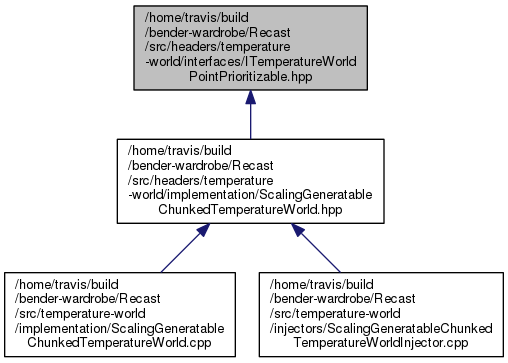 /home/travis/build
/bender-wardrobe/Recast
/src/headers/temperature
-world/interfaces/ITemperatureWorld
PointPrioritizable.hpp
/home/travis/build
/bender-wardrobe/Recast
/src/headers/temperature
-world/implementation/ScalingGeneratable
ChunkedTemperatureWorld.hpp
/home/travis/build
/bender-wardrobe/Recast
/src/temperature-world
/implementation/ScalingGeneratable
ChunkedTemperatureWorld.cpp
/home/travis/build
/bender-wardrobe/Recast
/src/temperature-world
/injectors/ScalingGeneratableChunked
TemperatureWorldInjector.cpp